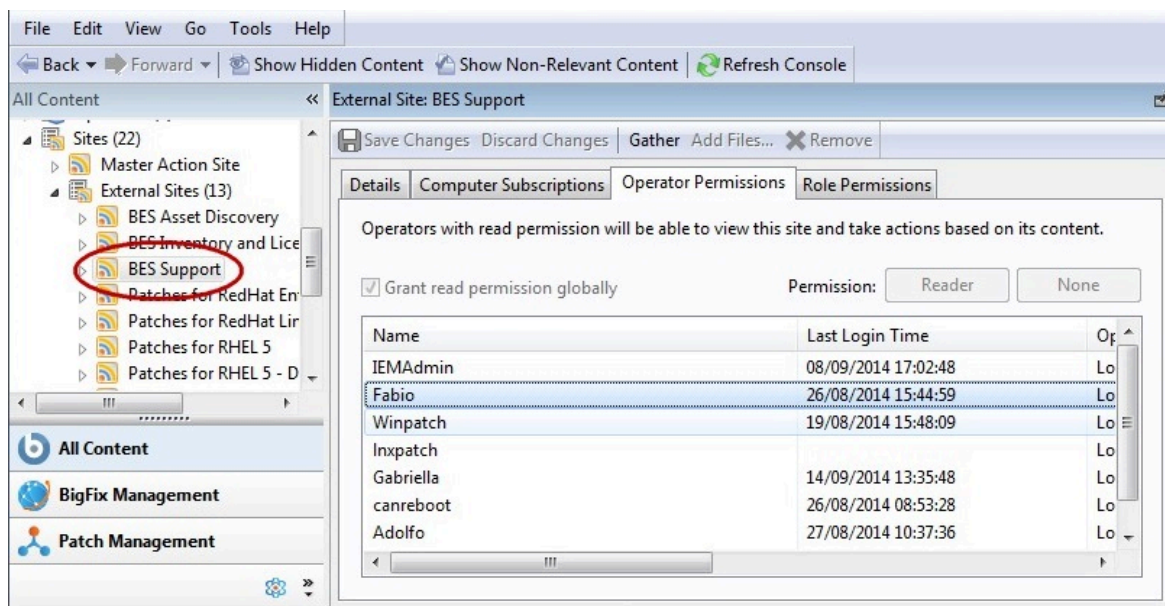 File Edit View Go Tools Help
Back Forward Show Hidden Content Show Non-Relevant Content Refresh Console
All Content
Sites (22)
Master Action Site
External Sites (13)
BES Asset Discovery
BES Inventory and Lice
BES Support
Patches for RedHat En
Patches for RedHat Lin
Patches for RHEL 5
Patches for RHEL 5 - D
All Content
BigFix Management
Patch Management
External Site: BES Support
Save Changes Discard Changes Gather Add Files... Remove
Details Computer Subscriptions Operator Permissions Role Permissions
Operators with read permission will be able to view this site and take actions based on its content.
Grant read permission globally Permission: Reader None
Name Last Login Time Op
IEMAdmin 08/09/2014 17:02:48 Lo
Fabio 26/08/2014 15:44:59 Lo
Winpatch 19/08/2014 15:48:09 Lo
lnxpatch Lo
Gabriella 14/09/2014 13:35:48 Lo
canreboot 26/08/2014 08:53:28 Lo
Adolfo 27/08/2014 10:37:36 Lo